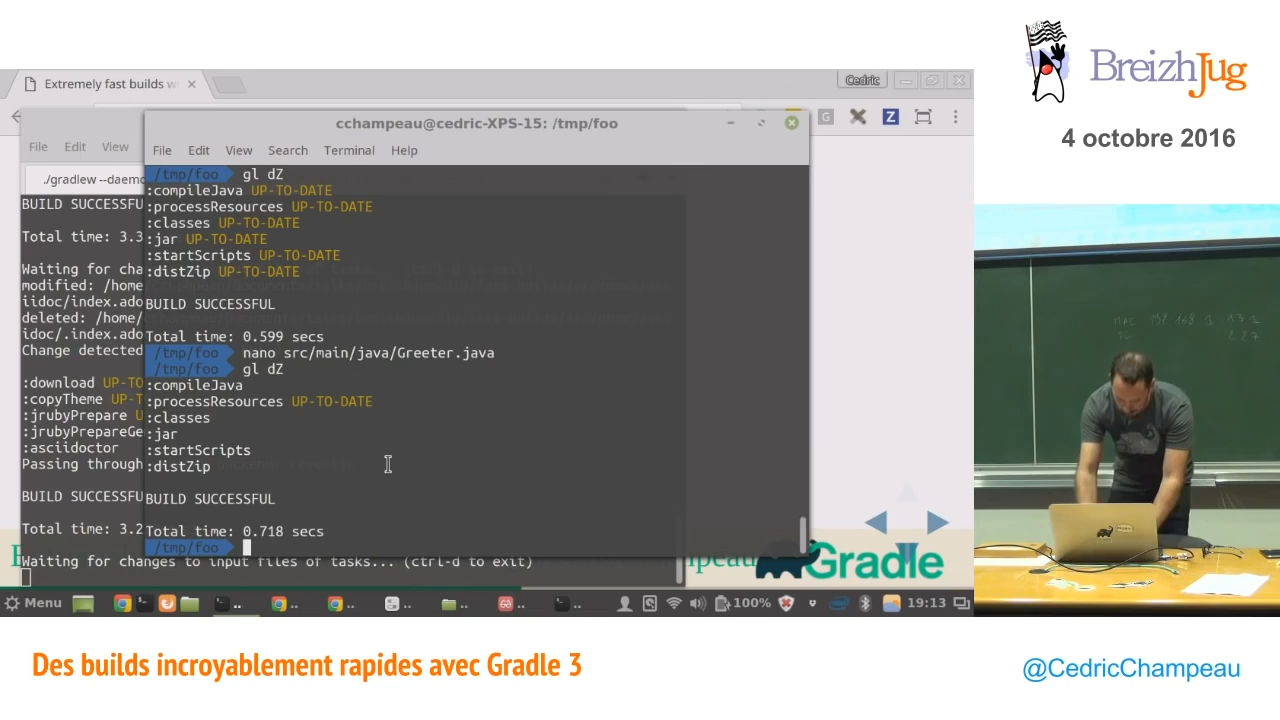 BreizhJug
4 octobre 2016
Extremely fast builds w
Cedric
cchampeau@cedric-XPS-15: /tmp/foo
File Edit View
File Edit View Search Terminal Help
./gradlew --daemo
BUILD SUCCESSFU
Total time: 3.3
Waiting for cha
modified: /home
iidoc/index.ado
deleted: /home/
idoc/.index.ado
Change detected
:download UP-TO
:copyTheme UP-T
:jrubyPrepare U
:jrubyPrepareGe
:asciidoctor
Passing through
BUILD SUCCESSFU
Total time: 3.2
Waiting for changes to input files of tasks... (ctrl-d to exit)
/tmp/foo gl dZ
:compileJava UP-TO-DATE
:processResources UP-TO-DATE
:classes UP-TO-DATE
:jar UP-TO-DATE
:startScripts UP-TO-DATE
:distZip UP-TO-DATE
BUILD SUCCESSFUL
Total time: 0.599 secs
/tmp/foo nano src/main/java/Greeter.java
/tmp/foo gl dZ
:compileJava
:processResources UP-TO-DATE
:classes
:jar
:startScripts
:distZip
BUILD SUCCESSFUL
Total time: 0.718 secs
/tmp/foo
Gradle
Menu
100%
19:13
Des builds incroyablement rapides avec Gradle 3
@CedricChampeau